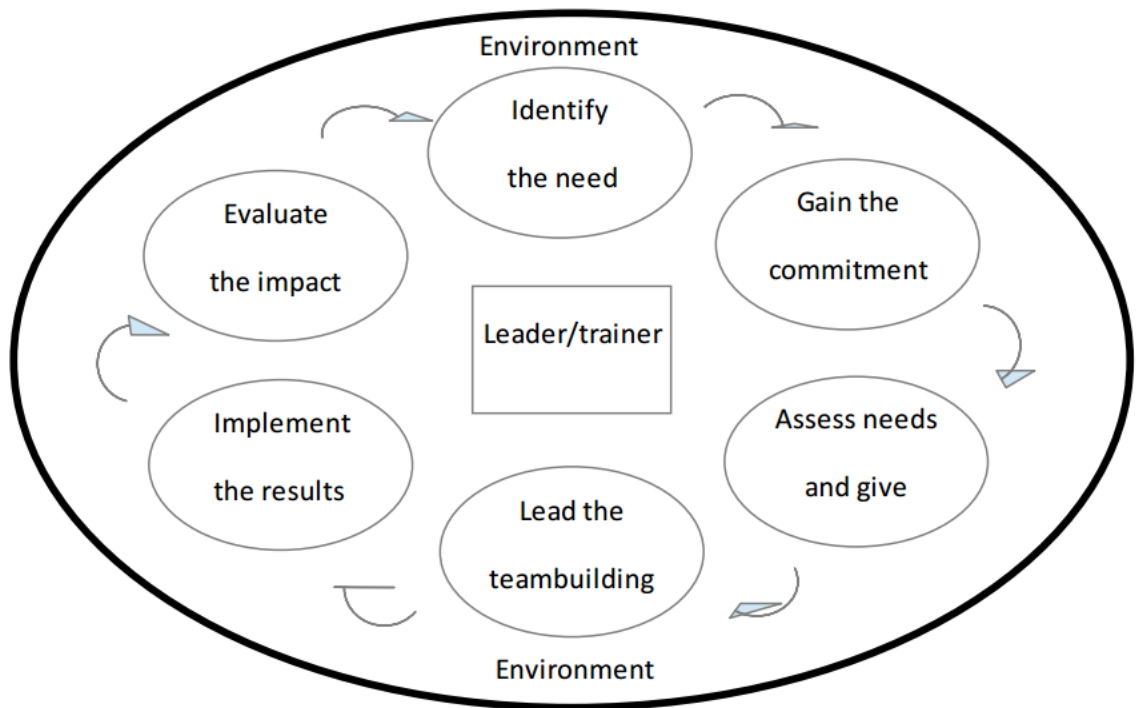 Environment
Identify
the need
Gain the
commitment
Assess needs
and give
Lead the
teambuilding
Implement
the results
Evaluate
the impact
Leader/trainer
Environment